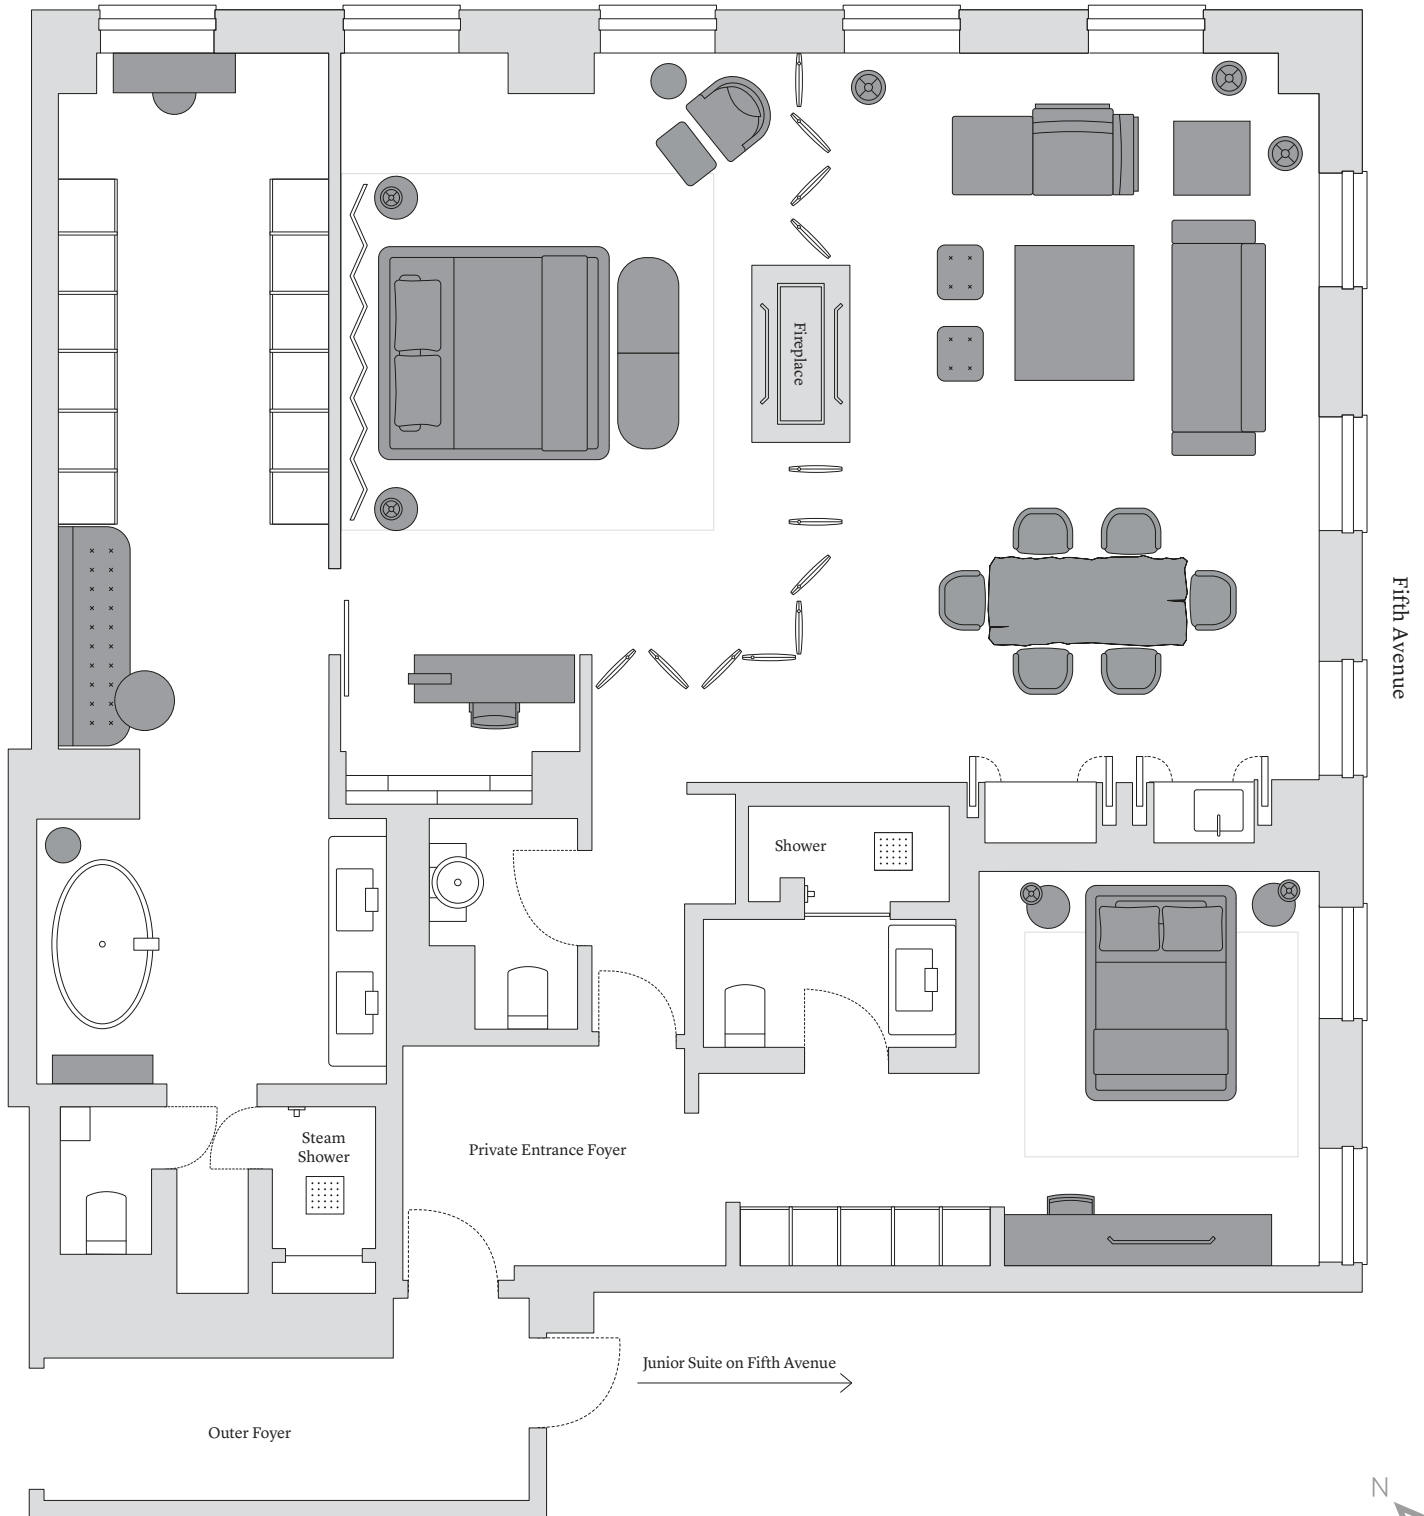 Fireplace
Fifth Avenue
Shower
Steam
Shower
Private Entrance Foyer
Junior Suite on Fifth Avenue
Outer Foyer
N